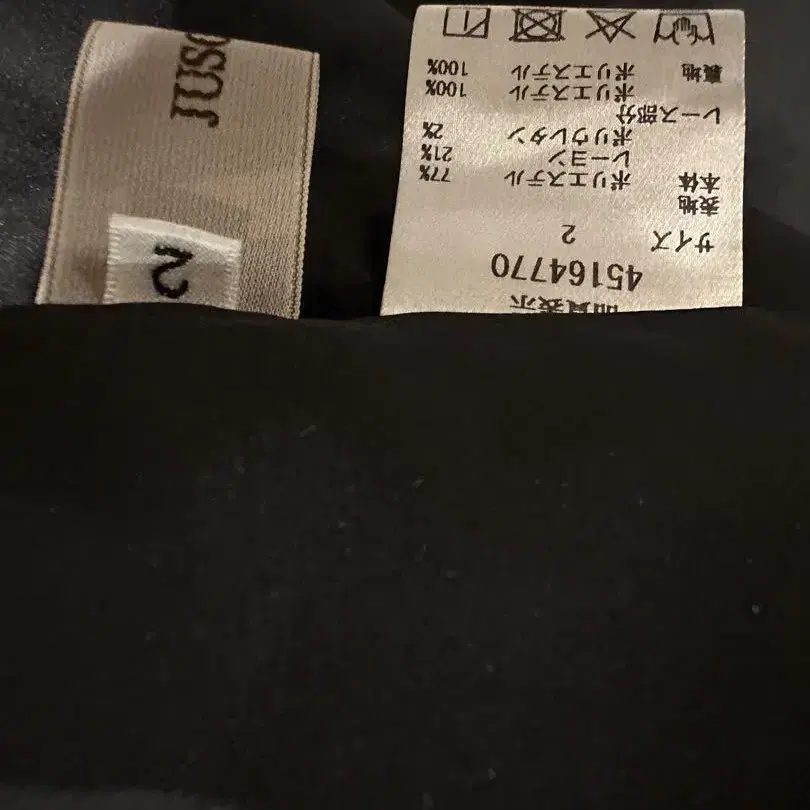 JUSG
2
品質表示
45164770
サイズ 2
表地
本体 ポリエステル 77%
レーヨン 21%
ポリウレタン 2%
レース部分
ポリエステル 100%
裏地 ポリエステル 100%